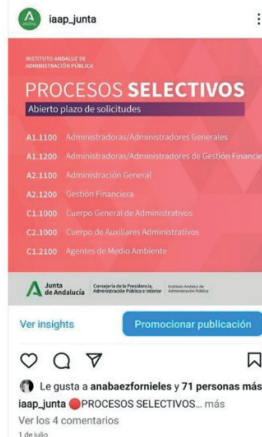 iaap_junta
INSTITUTO ANDALUZ DE
ADMINISTRACIÓN PÚBLICA
PROCESOS SELECTIVOS
Abierto plazo de solicitudes
A1.1100 Administradoras/Administradores Generales
A1.1200 Administradoras/Administradores de Gestión Financie
A2.1100 Administración General
A2.1200 Gestión Financiera
C1.1000 Cuerpo General de Administrativos
C2.1000 Cuerpo de Auxiliares Administrativos
C1.2100 Agentes de Medio Ambiente
Junta de Andalucía
Consejería de la Presidencia,
Administración Pública e Interior
Instituto Andaluz de
Administración Pública
Ver insights
Promocionar publicación
Le gusta a anabaezfornieles y 71 personas más
iaap_junta 🔴PROCESOS SELECTIVOS... más
Ver los 4 comentarios
1 de julio